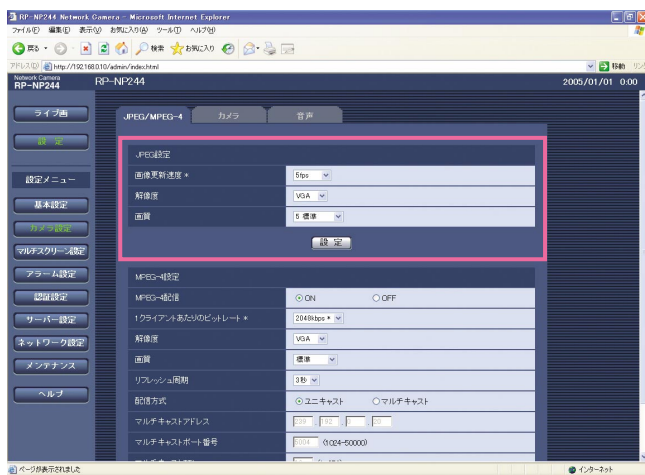 RP-NP244 Network Camera - Microsoft Internet Explorer
ファイル(F) 編集(E) 表示(V) お気に入り(A) ツール(T) ヘルプ(H)
戻る 検索 お気に入り
アドレス(D) http://192.168.0.10/admin/index.html 移動 リンク
Network Camera
RP-NP244 RP-NP244 2005/01/01 0:00
ライブ画
設 定
設定メニュー
基本設定
カメラ設定
マルチスクリーン設定
アラーム設定
認証設定
サーバー設定
ネットワーク設定
メンテナンス
ヘルプ
JPEG/MPEG-4 カメラ 音声
JPEG設定
画像更新速度 * 5fps
解像度 VGA
画質 5 標準
設 定
MPEG-4設定
MPEG-4配信 ON OFF
1クライアントあたりのビットレート * 2048kbps *
解像度 VGA
画質 標準
リフレッシュ周期 3秒
配信方式 ユニキャスト マルチキャスト
マルチキャストアドレス 239 . 192 . 0 . 20
マルチキャストポート番号 5004 (1024-50000)
ページが表示されました インターネット